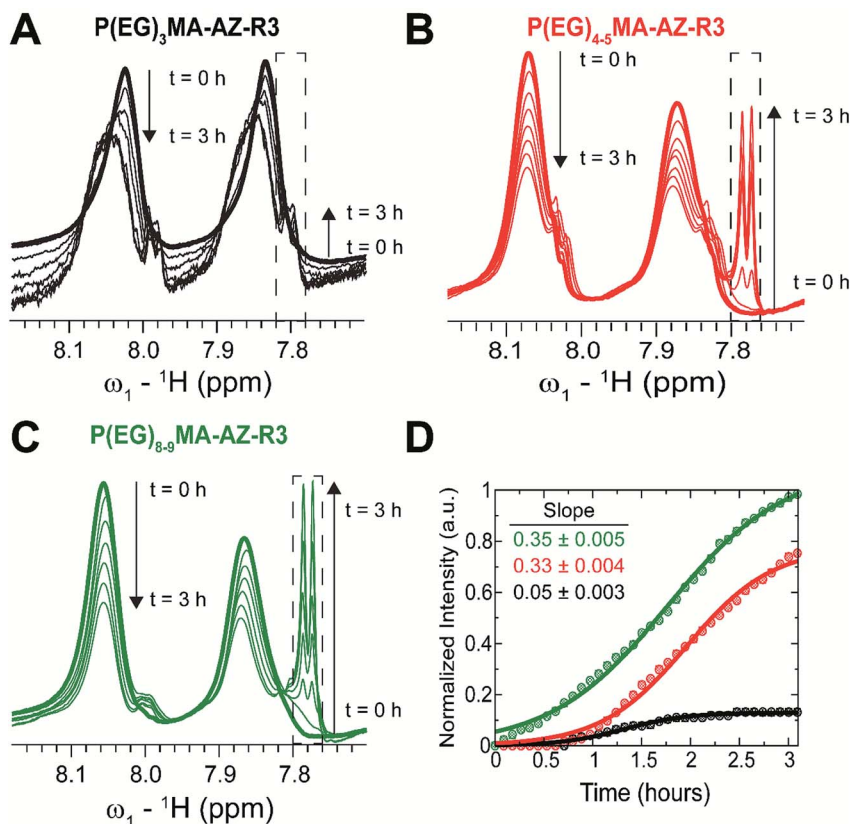 A
P(EG)₃MA-AZ-R3
t = 0 h
t = 3 h
t = 3 h
t = 0 h
8.1 8.0 7.9 7.8
ω₁ - ¹H (ppm)
B
P(EG)₄₋₅MA-AZ-R3
t = 0 h
t = 3 h
t = 3 h
t = 0 h
8.1 8.0 7.9 7.8
ω₁ - ¹H (ppm)
C
P(EG)₈₋₉MA-AZ-R3
t = 0 h
t = 3 h
t = 3 h
t = 0 h
8.1 8.0 7.9 7.8
ω₁ - ¹H (ppm)
D
Normalized Intensity (a.u.)
1
0.8
0.6
0.4
0.2
0
Slope
0.35 ± 0.005
0.33 ± 0.004
0.05 ± 0.003
0 0.5 1 1.5 2 2.5 3
Time (hours)